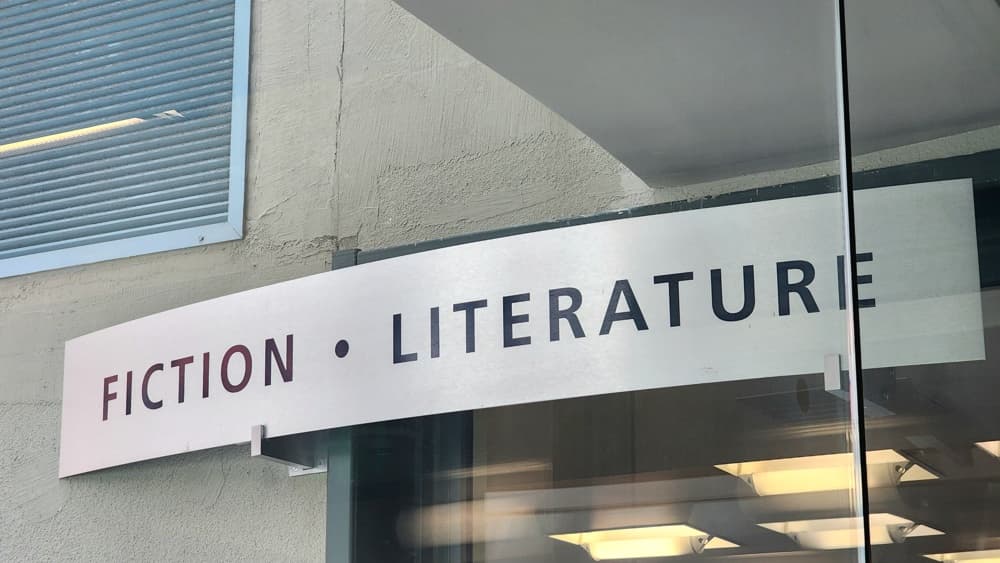 FICTION • LITERATURE